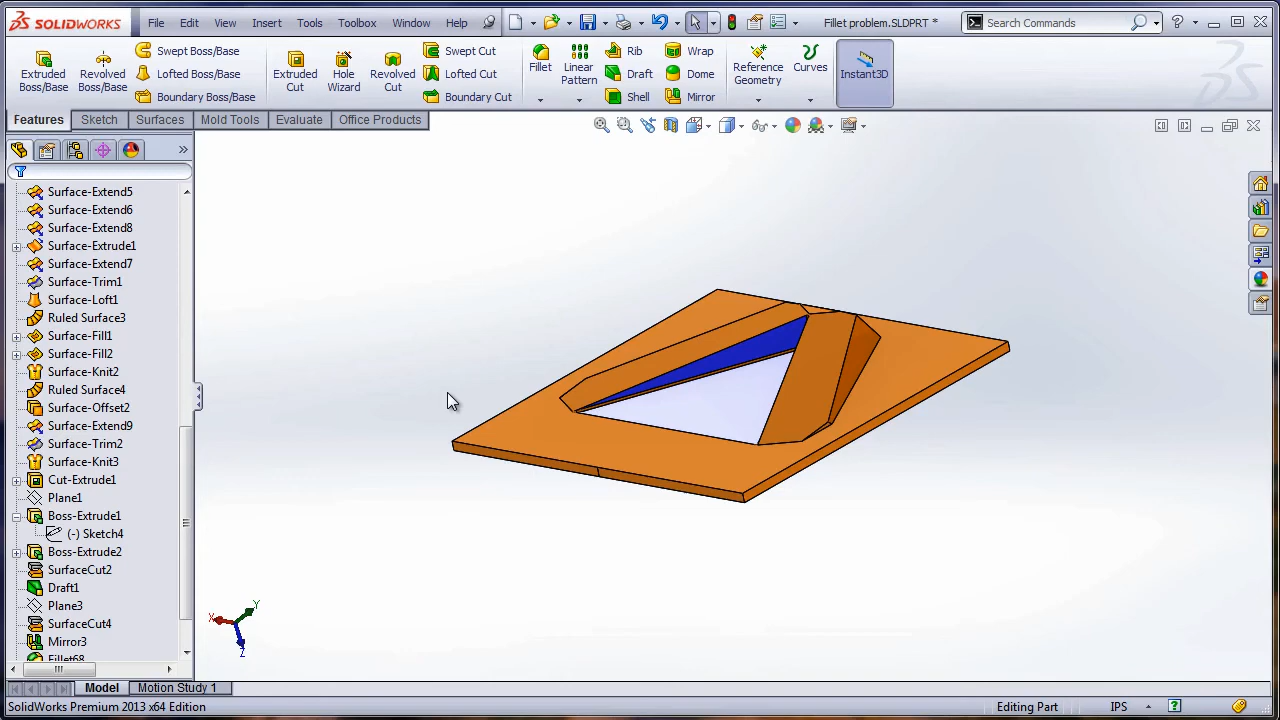 SOLIDWORKS File Edit View Insert Tools Toolbox Window Help Fillet problem.SLDPRT * Search Commands
Extruded Boss/Base
Revolved Boss/Base
Swept Boss/Base
Lofted Boss/Base
Boundary Boss/Base
Extruded Cut
Hole Wizard
Revolved Cut
Swept Cut
Lofted Cut
Boundary Cut
Fillet
Linear Pattern
Rib
Draft
Shell
Wrap
Dome
Mirror
Reference Geometry
Curves
Instant3D
Features Sketch Surfaces Mold Tools Evaluate Office Products
Surface-Extend5
Surface-Extend6
Surface-Extend8
Surface-Extrude1
Surface-Extend7
Surface-Trim1
Surface-Loft1
Ruled Surface3
Surface-Fill1
Surface-Fill2
Surface-Knit2
Ruled Surface4
Surface-Offset2
Surface-Extend9
Surface-Trim2
Surface-Knit3
Cut-Extrude1
Plane1
Boss-Extrude1
(-) Sketch4
Boss-Extrude2
SurfaceCut2
Draft1
Plane3
SurfaceCut4
Mirror3
Fillet68
X Y Z
Model Motion Study 1
SolidWorks Premium 2013 x64 Edition Editing Part IPS